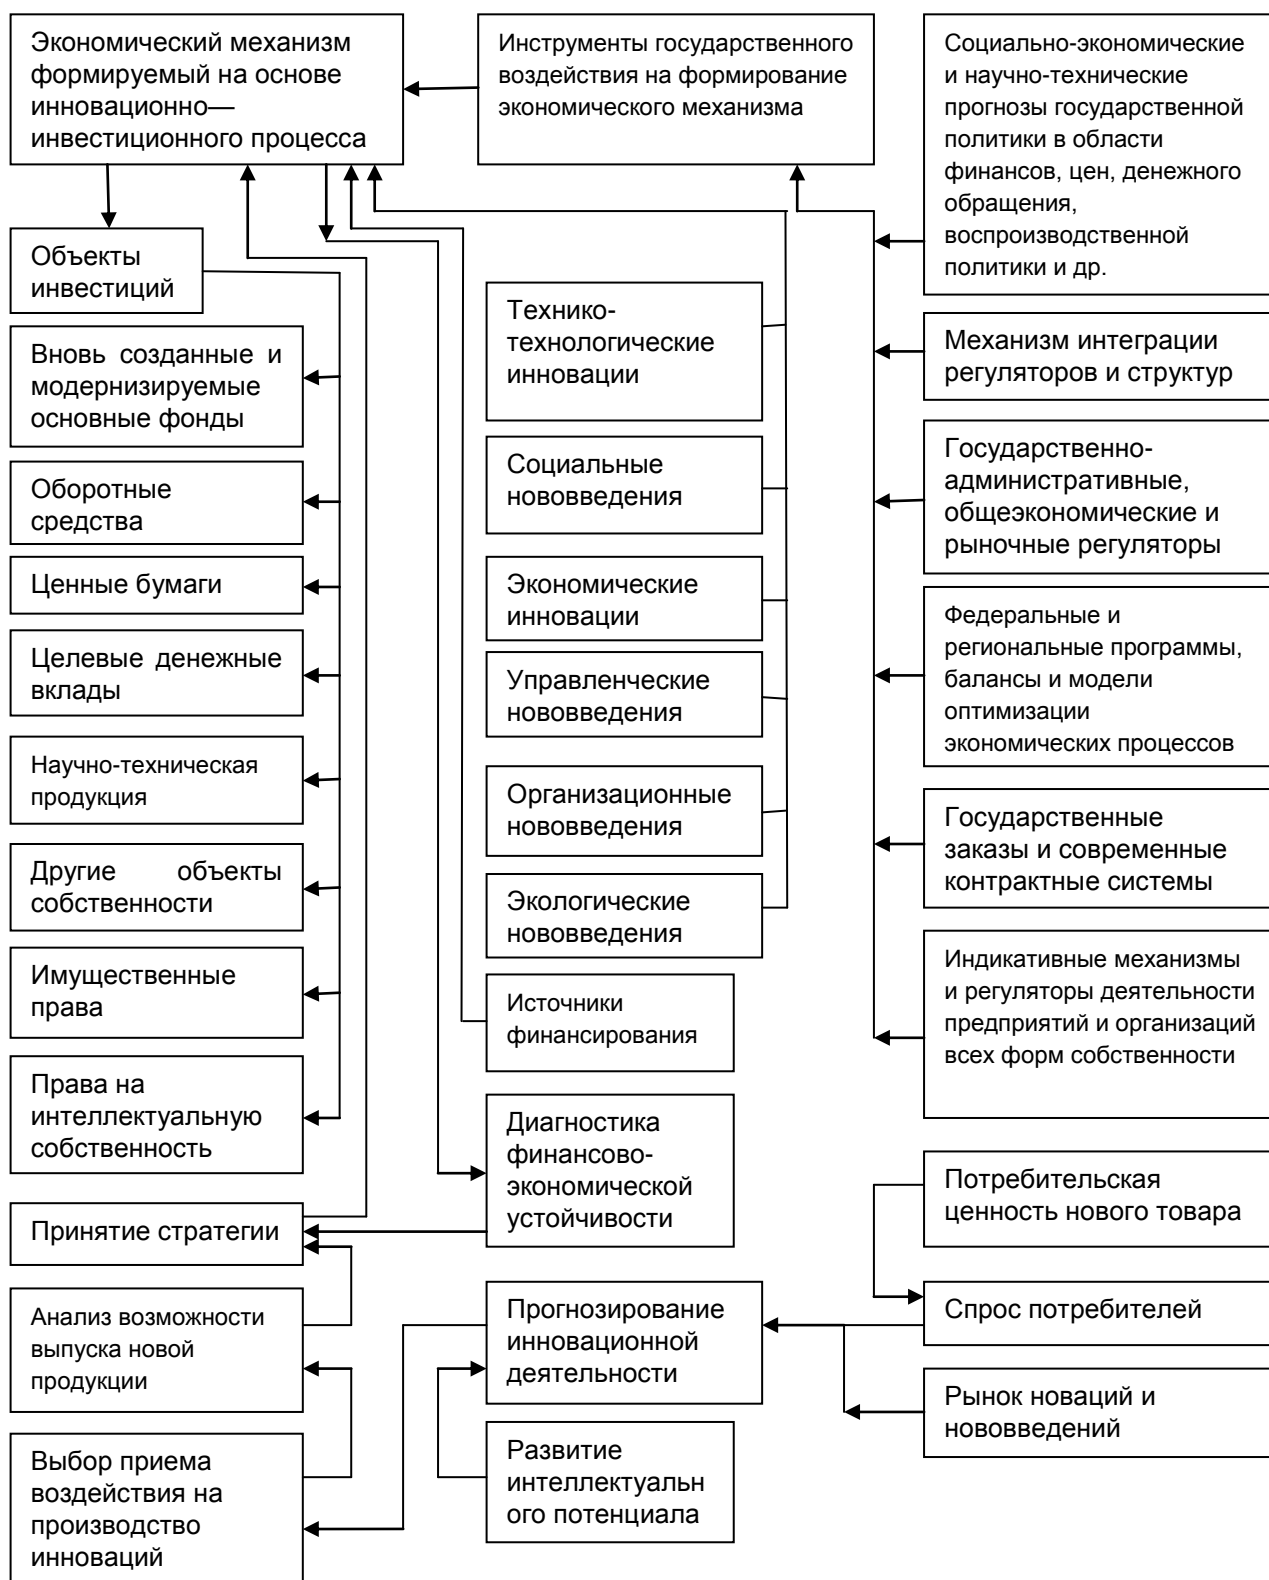 Экономический механизм
формируемый на основе
инновационно—
инвестиционного процесса
Инструменты государственного
воздействия на формирование
экономического механизма
Социально-экономические
и научно-технические
прогнозы государственной
политики в области
финансов, цен, денежного
обращения,
воспроизводственной
политики и др.
Объекты
инвестиций
Вновь созданные и
модернизируемые
основные фонды
Оборотные
средства
Ценные бумаги
Целевые денежные
вклады
Научно-техническая
продукция
Другие объекты
собственности
Имущественные
права
Права на
интеллектуальную
собственность
Принятие стратегии
Анализ возможности
выпуска новой
продукции
Выбор приема
воздействия на
производство
инноваций
Технико-
технологические
инновации
Социальные
нововведения
Экономические
инновации
Управленческие
нововведения
Организационные
нововведения
Экологические
нововведения
Источники
финансирования
Диагностика
финансово-
экономической
устойчивости
Прогнозирование
инновационной
деятельности
Развитие
интеллектуальн
ого потенциала
Механизм интеграции
регуляторов и структур
Государственно-
административные,
общеэкономические и
рыночные регуляторы
Федеральные и
региональные программы,
балансы и модели
оптимизации
экономических процессов
Государственные
заказы и современные
контрактные системы
Индикативные механизмы
и регуляторы деятельности
предприятий и организаций
всех форм собственности
Потребительская
ценность нового товара
Спрос потребителей
Рынок новаций и
нововведений